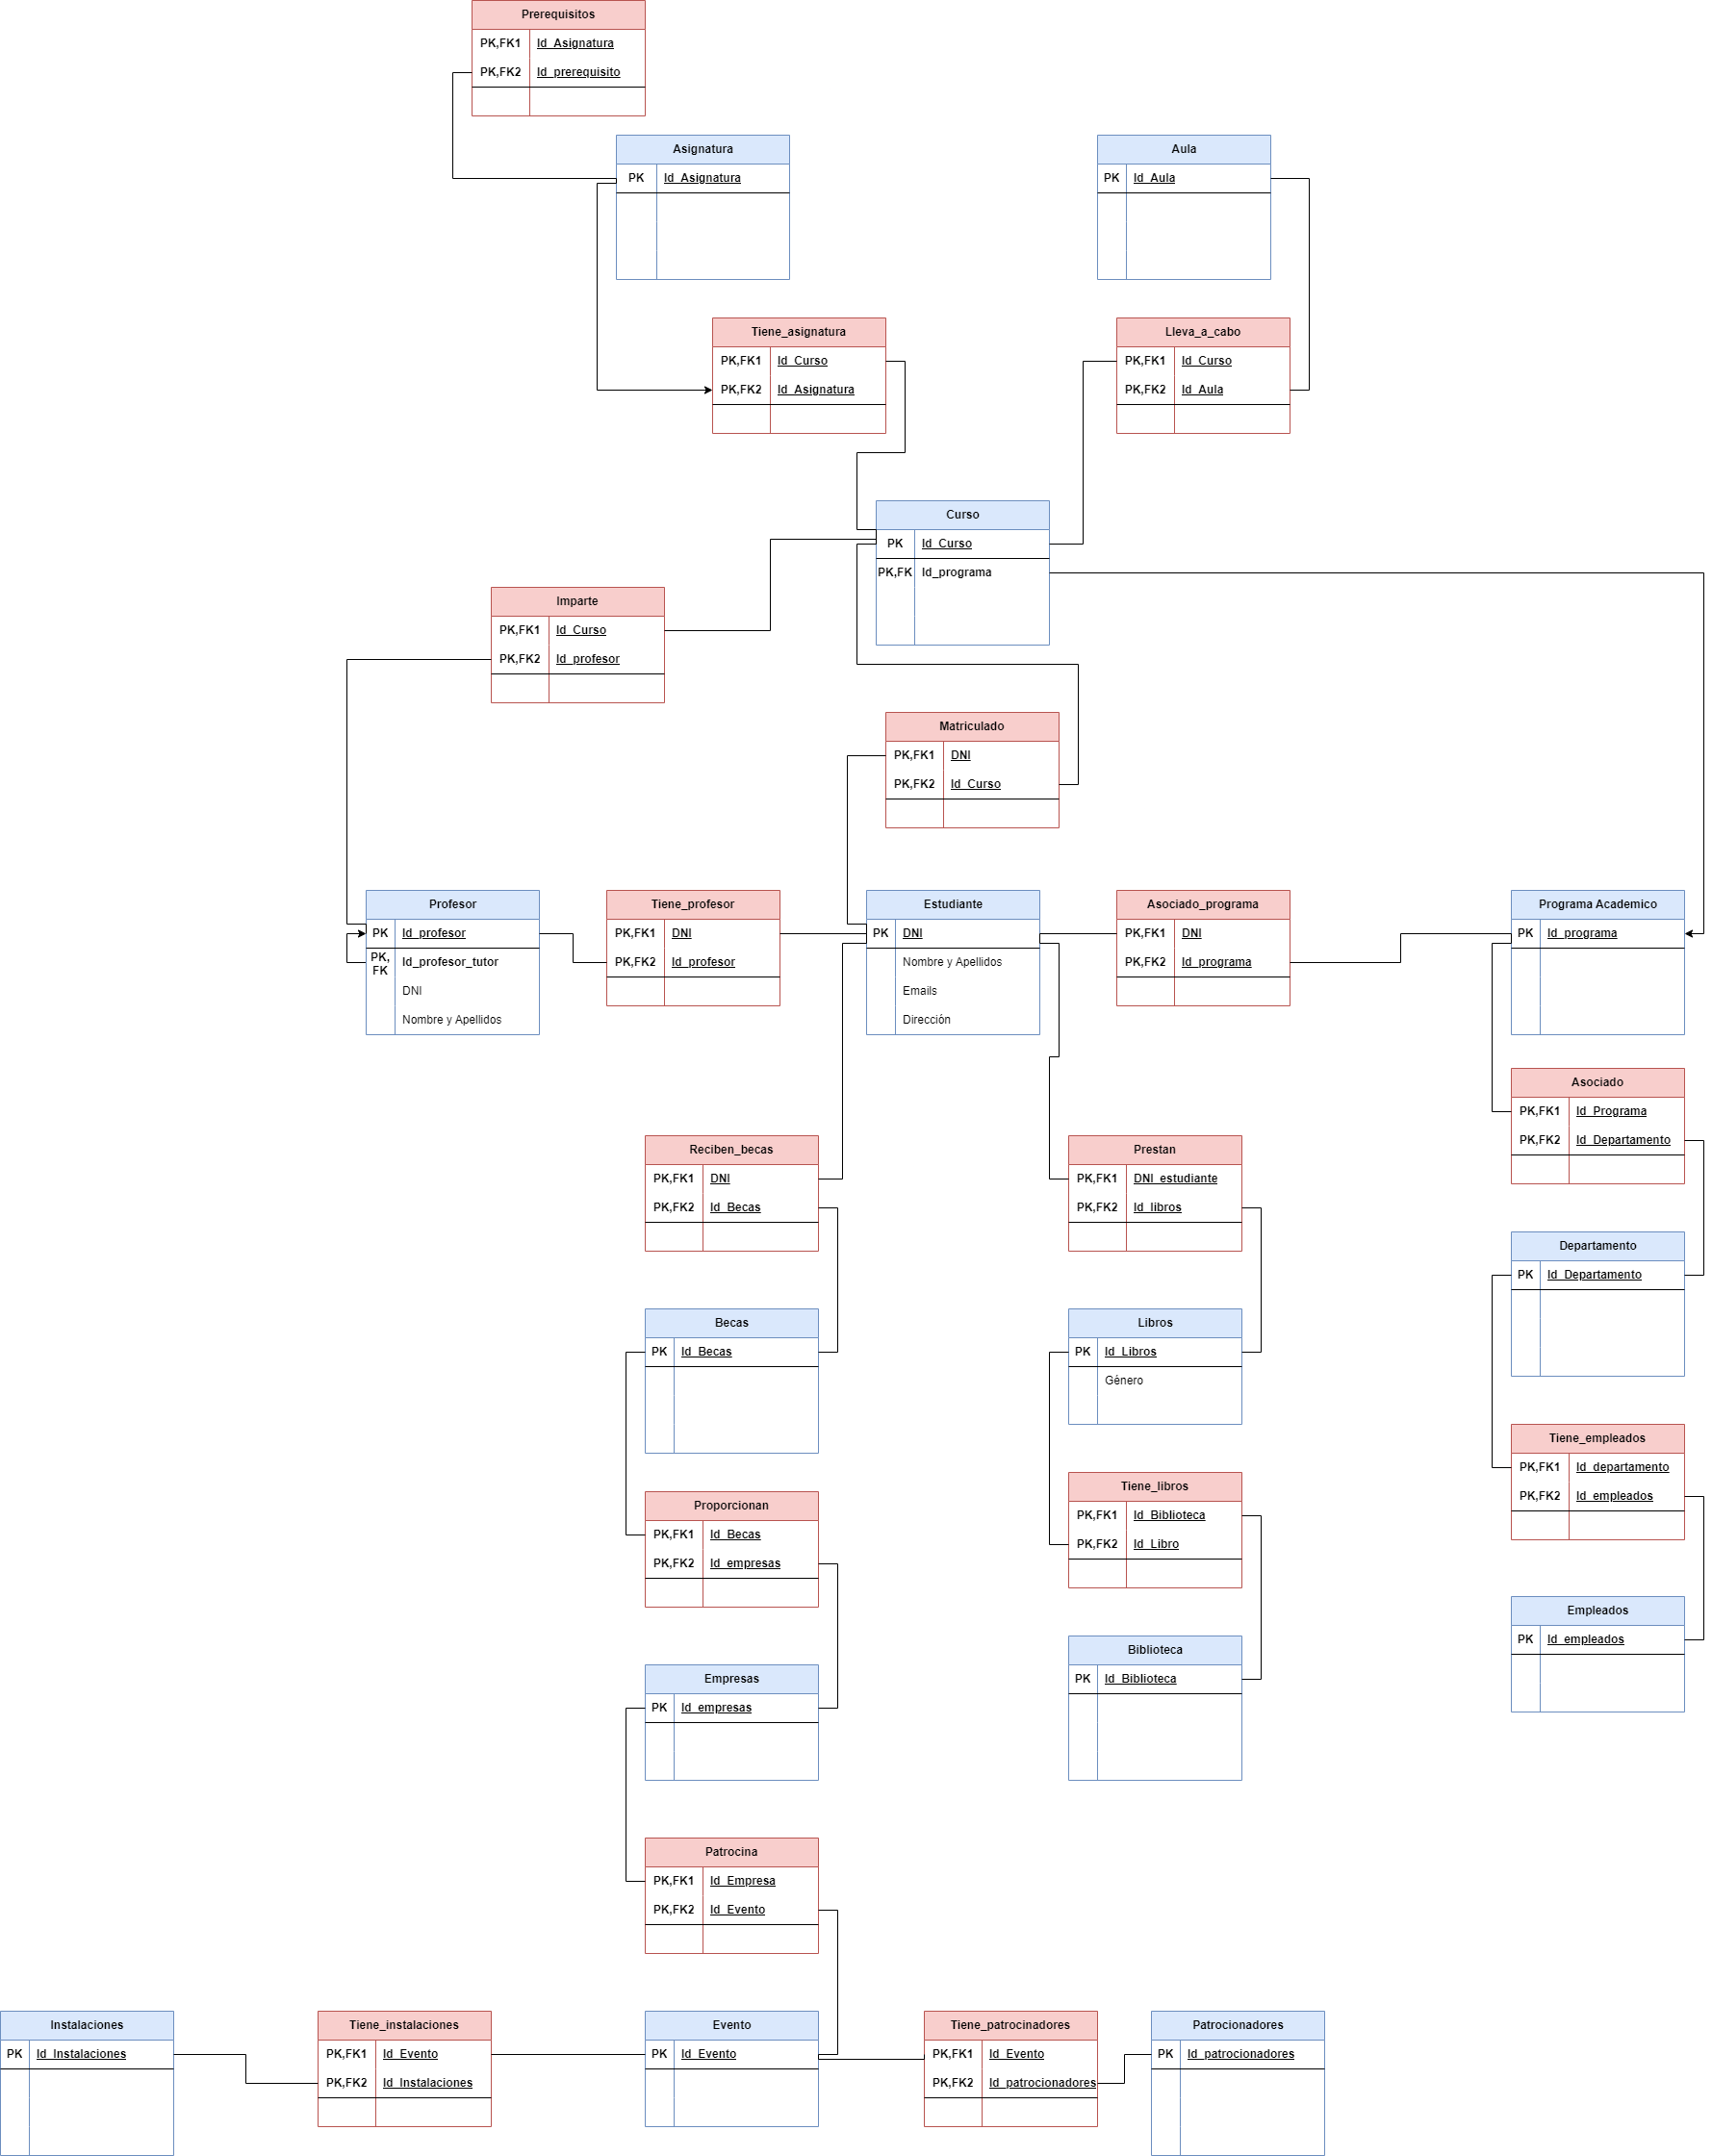 Prerequisitos
PK,FK1 Id_Asignatura
PK,FK2 Id_prerequisito
Asignatura
PK Id_Asignatura
Aula
PK Id_Aula
Tiene_asignatura
PK,FK1 Id_Curso
PK,FK2 Id_Asignatura
Lleva_a_cabo
PK,FK1 Id_Curso
PK,FK2 Id_Aula
Curso
PK Id_Curso
PK,FK Id_programa
Imparte
PK,FK1 Id_Curso
PK,FK2 Id_profesor
Matriculado
PK,FK1 DNI
PK,FK2 Id_Curso
Profesor
PK Id_profesor
PK,
FK Id_profesor_tutor
DNI
Nombre y Apellidos
Tiene_profesor
PK,FK1 DNI
PK,FK2 Id_profesor
Estudiante
PK DNI
Nombre y Apellidos
Emails
Dirección
Asociado_programa
PK,FK1 DNI
PK,FK2 Id_programa
Programa Academico
PK Id_programa
Asociado
PK,FK1 Id_Programa
PK,FK2 Id_Departamento
Reciben_becas
PK,FK1 DNI
PK,FK2 Id_Becas
Prestan
PK,FK1 DNI_estudiante
PK,FK2 Id_libros
Departamento
PK Id_Departamento
Becas
PK Id_Becas
Libros
PK Id_Libros
Género
Tiene_empleados
PK,FK1 Id_departamento
PK,FK2 Id_empleados
Proporcionan
PK,FK1 Id_Becas
PK,FK2 Id_empresas
Tiene_libros
PK,FK1 Id_Biblioteca
PK,FK2 Id_Libro
Empleados
PK Id_empleados
Biblioteca
PK Id_Biblioteca
Empresas
PK Id_empresas
Patrocina
PK,FK1 Id_Empresa
PK,FK2 Id_Evento
Instalaciones
PK Id_Instalaciones
Tiene_instalaciones
PK,FK1 Id_Evento
PK,FK2 Id_Instalaciones
Evento
PK Id_Evento
Tiene_patrocinadores
PK,FK1 Id_Evento
PK,FK2 Id_patrocionadores
Patrocionadores
PK Id_patrocionadores